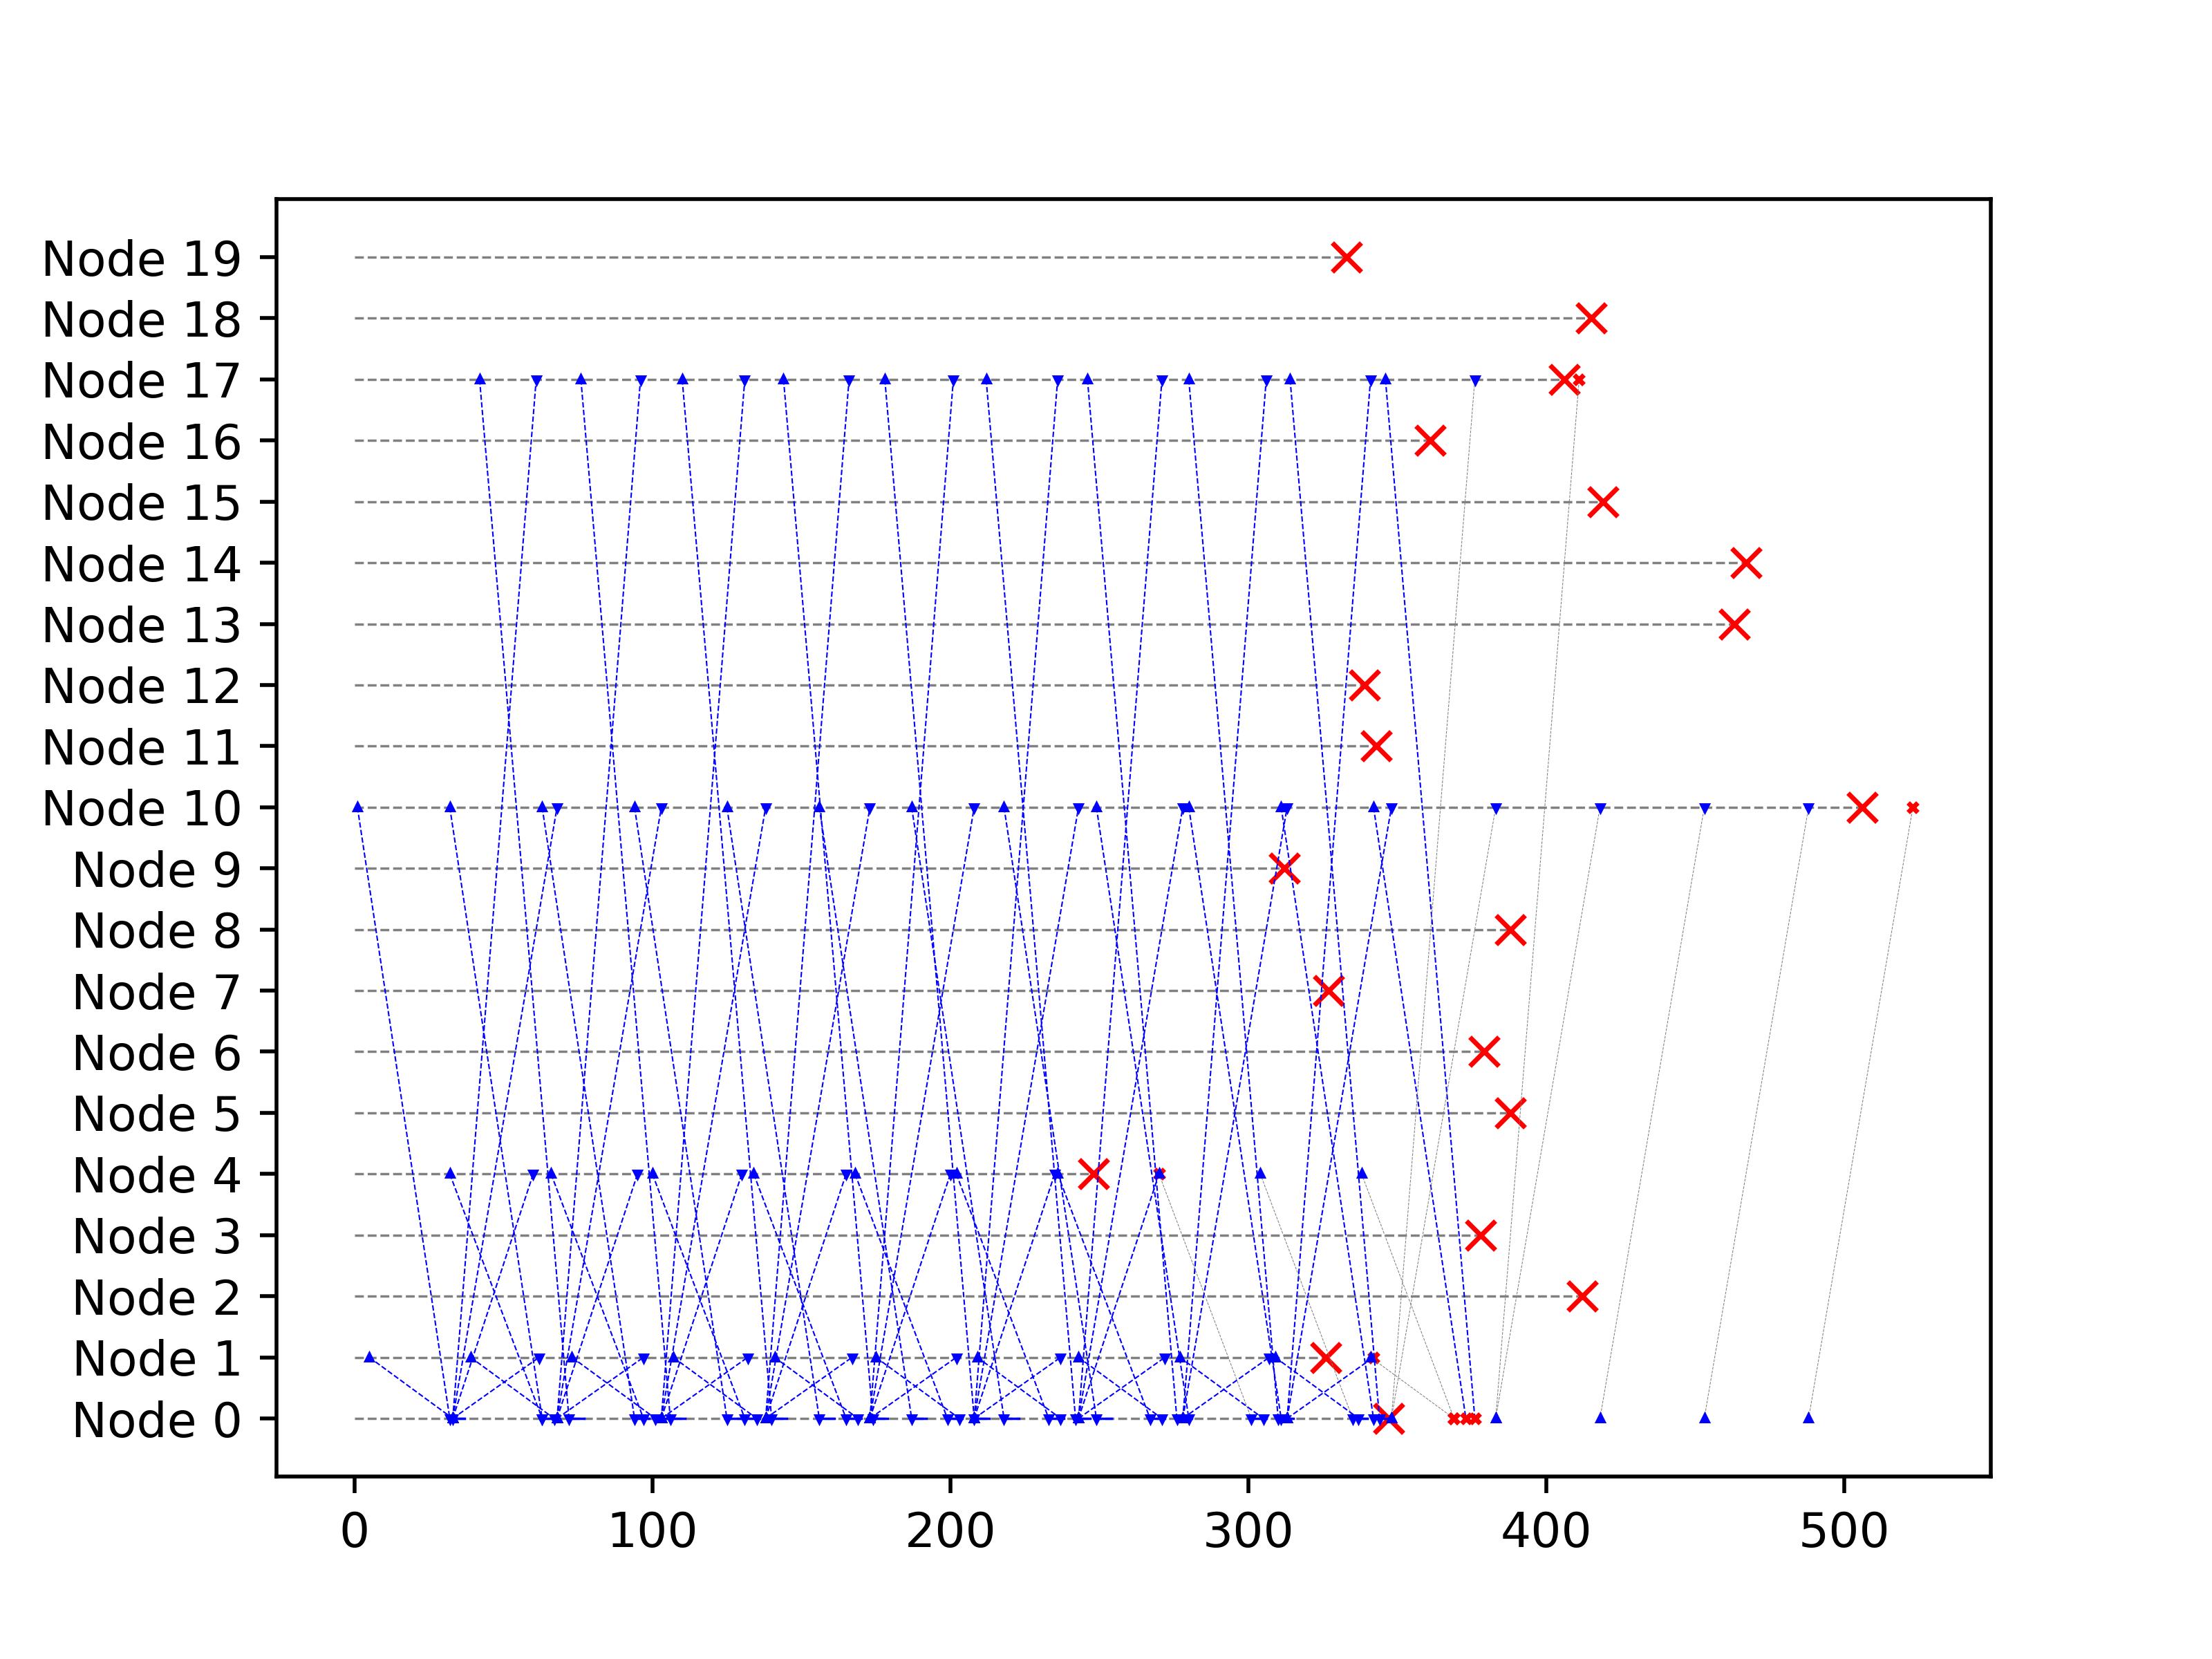 Node 19
Node 18
Node 17
Node 16
Node 15
Node 14
Node 13
Node 12
Node 11
Node 10
Node 9
Node 8
Node 7
Node 6
Node 5
Node 4
Node 3
Node 2
Node 1
Node 0
0 100 200 300 400 500